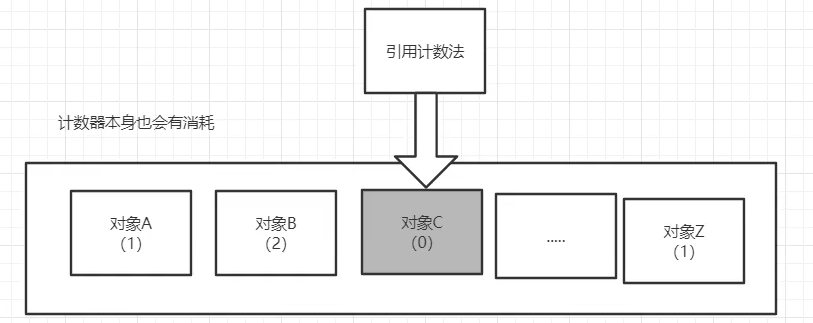 引用计数法
计数器本身也会有消耗
对象A
（1）
对象B
（2）
对象C
（0）
.....
对象Z
（1）